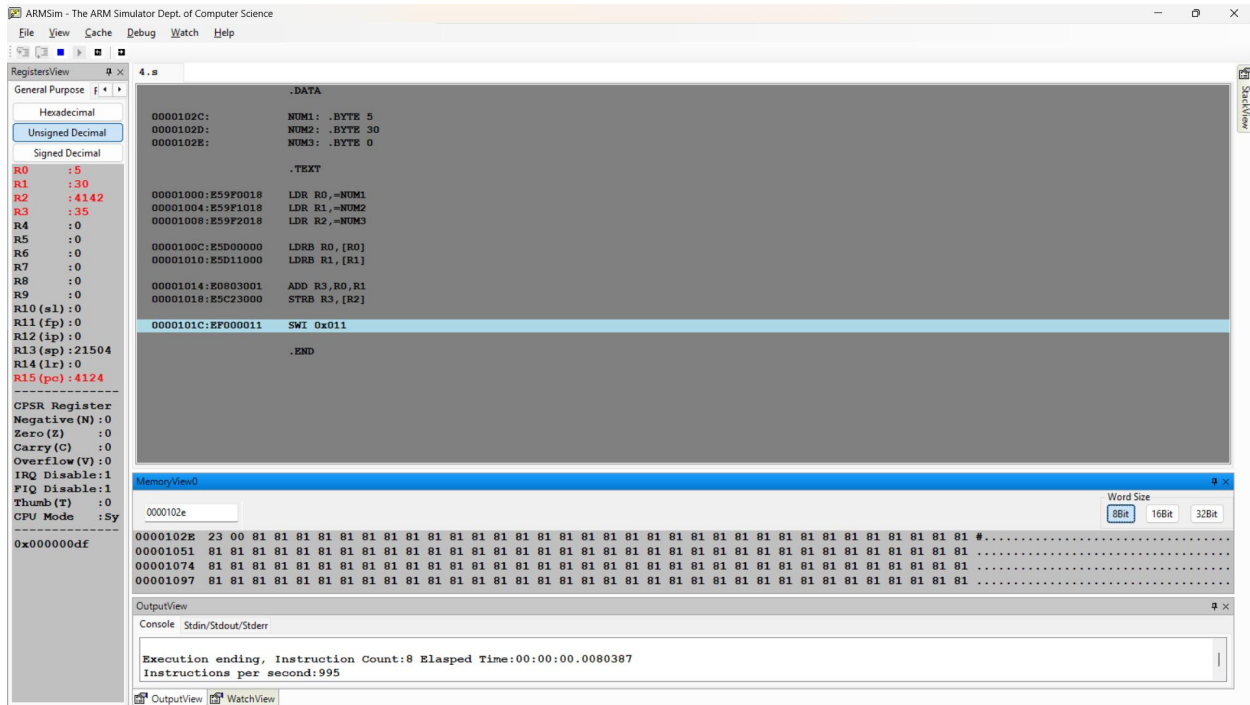 ARMSim - The ARM Simulator Dept. of Computer Science
File View Cache Debug Watch Help
RegistersView
4.s
General Purpose F
Hexadecimal
Unsigned Decimal
Signed Decimal
R0 :5
R1 :30
R2 :4142
R3 :35
R4 :0
R5 :0
R6 :0
R7 :0
R8 :0
R9 :0
R10(sl):0
R11(fp):0
R12(ip):0
R13(sp):21504
R14(lr):0
R15(pc):4124
--------------
CPSR Register
Negative(N):0
Zero(Z) :0
Carry(C) :0
Overflow(V):0
IRQ Disable:1
FIQ Disable:1
Thumb(T) :0
CPU Mode :Sy
--------------
0x000000df
.DATA
0000102C: NUM1: .BYTE 5
0000102D: NUM2: .BYTE 30
0000102E: NUM3: .BYTE 0
.TEXT
00001000:E59F0018 LDR R0,=NUM1
00001004:E59F1018 LDR R1,=NUM2
00001008:E59F2018 LDR R2,=NUM3
0000100C:E5D00000 LDRB R0,[R0]
00001010:E5D11000 LDRB R1,[R1]
00001014:E0803001 ADD R3,R0,R1
00001018:E5C23000 STRB R3,[R2]
0000101C:EF000011 SWI 0x011
.END
StackView
MemoryView0
0000102e
Word Size
8Bit 16Bit 32Bit
0000102E 23 00 81 81 81 81 81 81 81 81 81 81 81 81 81 81 81 81 81 81 81 81 81 81 81 81 81 81 81 81 81 81 81 81 81 #..................................
00001051 81 81 81 81 81 81 81 81 81 81 81 81 81 81 81 81 81 81 81 81 81 81 81 81 81 81 81 81 81 81 81 81 81 81 81 ...................................
00001074 81 81 81 81 81 81 81 81 81 81 81 81 81 81 81 81 81 81 81 81 81 81 81 81 81 81 81 81 81 81 81 81 81 81 81 ...................................
00001097 81 81 81 81 81 81 81 81 81 81 81 81 81 81 81 81 81 81 81 81 81 81 81 81 81 81 81 81 81 81 81 81 81 81 81 ...................................
OutputView
Console Stdin/Stdout/Stderr
Execution ending, Instruction Count:8 Elasped Time:00:00:00.0080387
Instructions per second:995
OutputView WatchView